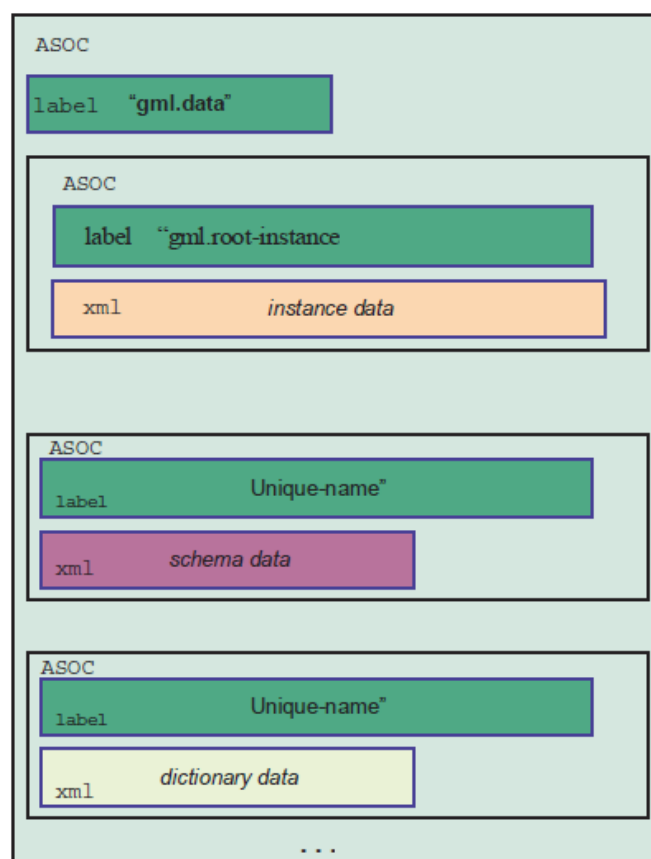 ASOC
label “gml.data”
ASOC
label “gml.root-instance
xml instance data
ASOC
label Unique-name”
xml schema data
ASOC
label Unique-name”
xml dictionary data
...